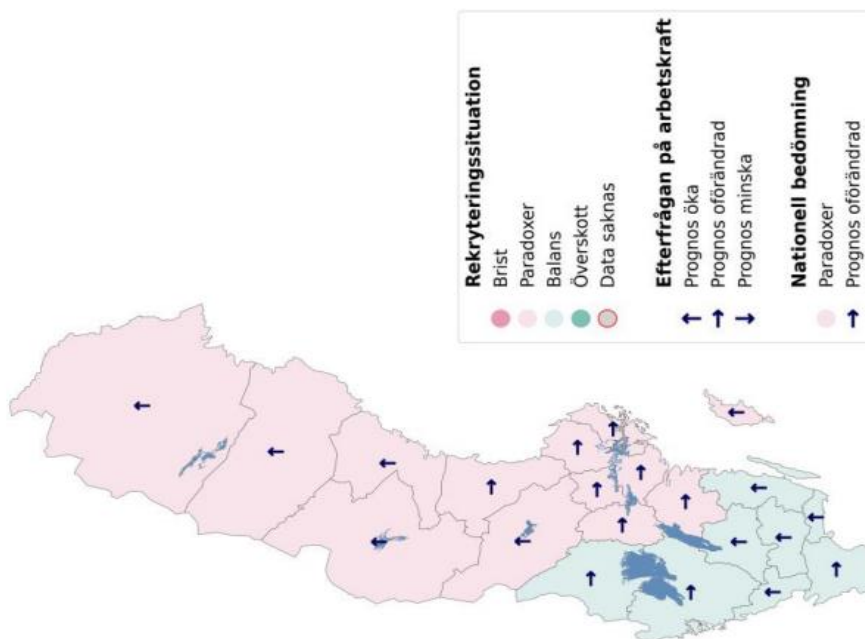 Rekryteringssituation
Brist
Paradoxer
Balans
Överskott
Data saknas
Efterfrågan på arbetskraft
Prognos öka
Prognos oförändrad
Prognos minska
Nationell bedömning
Paradoxer
Prognos oförändrad